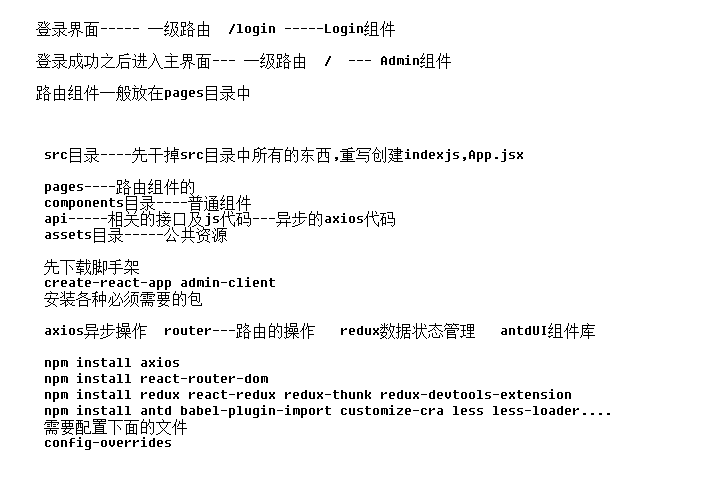 登录界面----- 一级路由  /login -----Login组件
登录成功之后进入主界面--- 一级路由  /  --- Admin组件
路由组件一般放在pages目录中
src目录----先干掉src目录中所有的东西,重写创建indexjs,App.jsx
pages----路由组件的
components目录----普通组件
api-----相关的接口及js代码---异步的axios代码
assets目录-----公共资源
先下载脚手架
create-react-app admin-client
安装各种必须需要的包
axios异步操作  router---路由的操作   redux数据状态管理   antdUI组件库
npm install axios
npm install react-router-dom
npm install redux react-redux redux-thunk redux-devtools-extension
npm install antd babel-plugin-import customize-cra less less-loader....
需要配置下面的文件
config-overrides